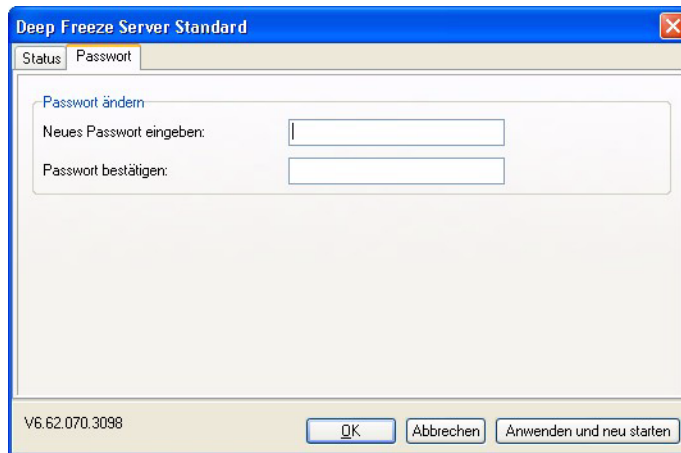 Deep Freeze Server Standard
Status Passwort
Passwort ändern
Neues Passwort eingeben:
Passwort bestätigen:
V6.62.070.3098 OK Abbrechen Anwenden und neu starten